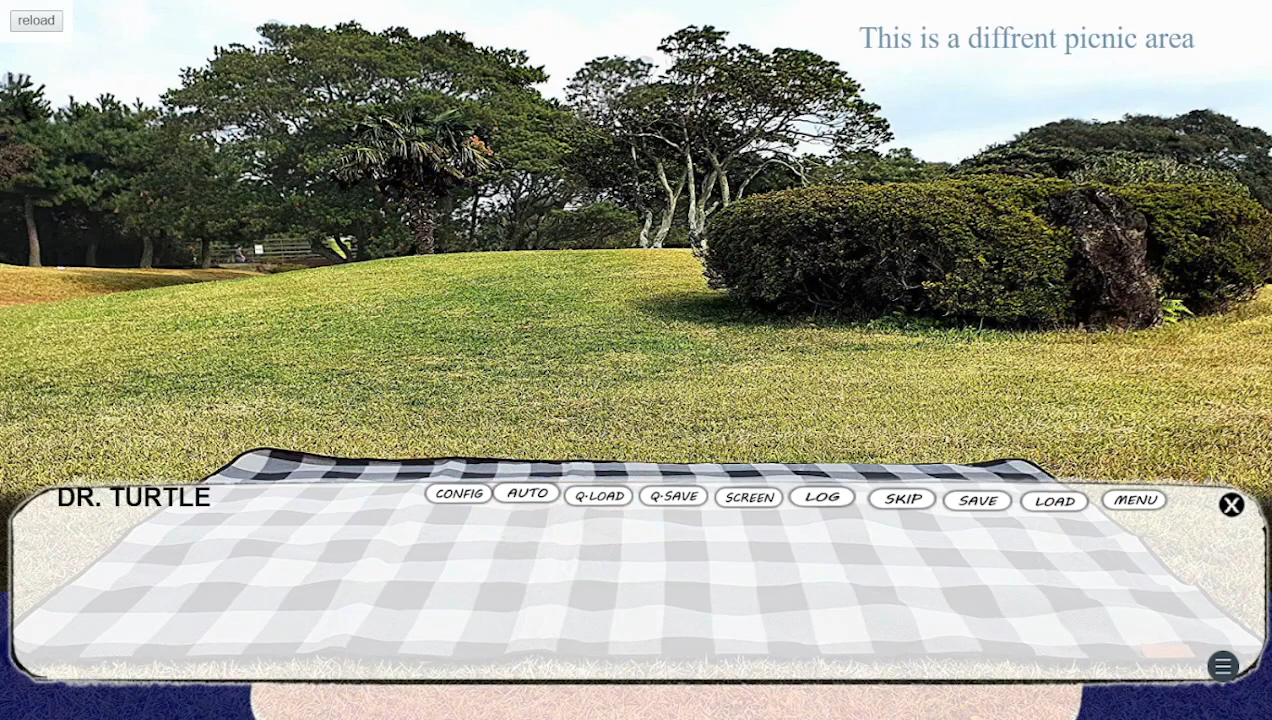 reload
This is a diffrent picnic area
DR. TURTLE
CONFIG
AUTO
Q·LOAD
Q·SAVE
SCREEN
LOG
SKIP
SAVE
LOAD
MENU
X